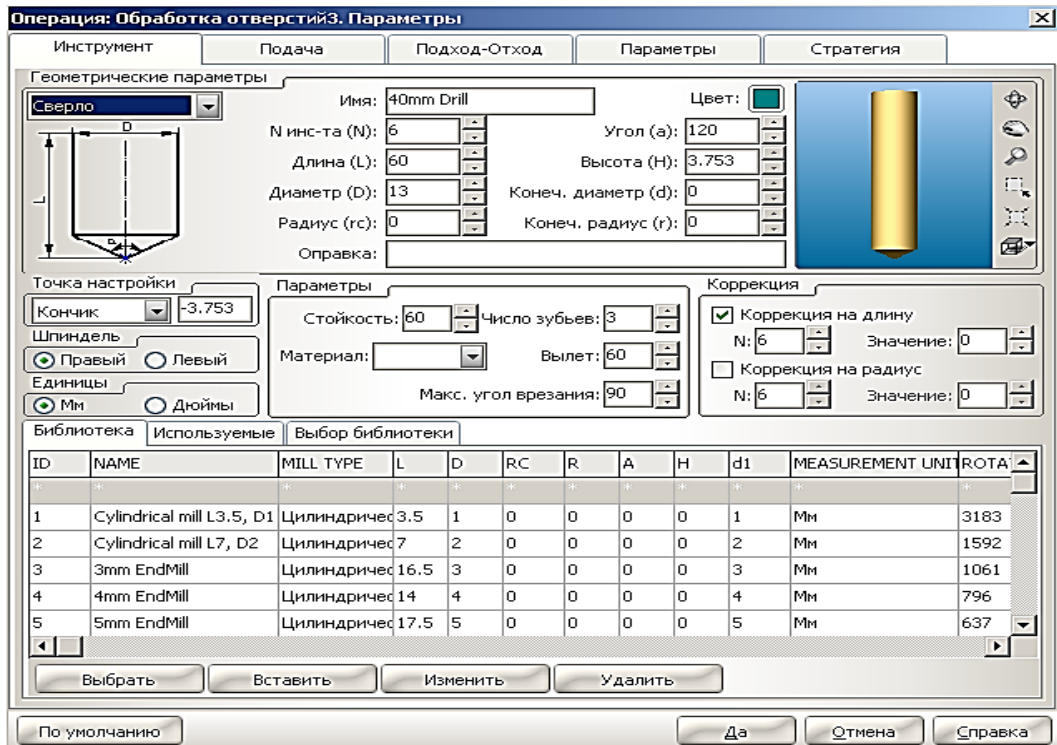 Операция: Обработка отверстий3. Параметры
Инструмент Подача Подход-Отход Параметры Стратегия
Геометрические параметры
Сверло
Имя: 40mm Drill Цвет:
N инс-та (N): 6 Угол (a): 120
Длина (L): 60 Высота (H): 3.753
Диаметр (D): 13 Конеч. диаметр (d): 0
Радиус (rc): 0 Конеч. радиус (r): 0
Оправка:
D
L
a
Точка настройки
Кончик -3.753
Шпиндель
Правый Левый
Единицы
Мм Дюймы
Параметры
Стойкость: 60 Число зубьев: 3
Материал: Вылет: 60
Макс. угол врезания: 90
Коррекция
Коррекция на длину
N: 6 Значение: 0
Коррекция на радиус
N: 6 Значение: 0
Библиотека Используемые Выбор библиотеки
ID NAME MILL TYPE L D RC R A H d1 MEASUREMENT UNIT ROTA
* * * * * * * * * * * *
1 Cylindrical mill L3.5, D1 Цилиндричес 3.5 1 0 0 0 0 1 Мм 3183
2 Cylindrical mill L7, D2 Цилиндричес 7 2 0 0 0 0 2 Мм 1592
3 3mm EndMill Цилиндричес 16.5 3 0 0 0 0 3 Мм 1061
4 4mm EndMill Цилиндричес 14 4 0 0 0 0 4 Мм 796
5 5mm EndMill Цилиндричес 17.5 5 0 0 0 0 5 Мм 637
Выбрать Вставить Изменить Удалить
По умолчанию Да Отмена Справка